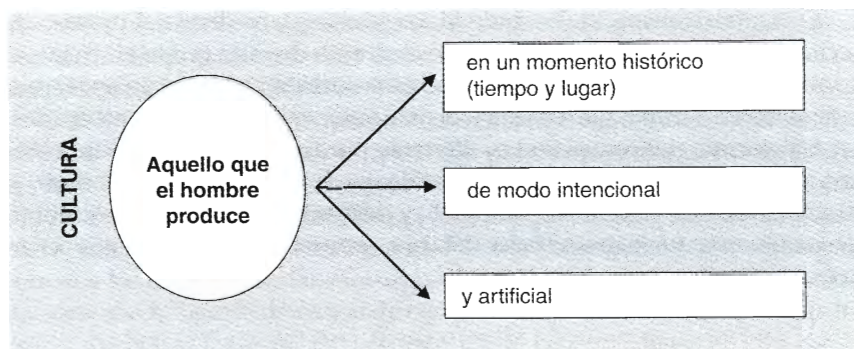 CULTURA
Aquello que
el hombre
produce
en un momento histórico
(tiempo y lugar)
de modo intencional
y artificial